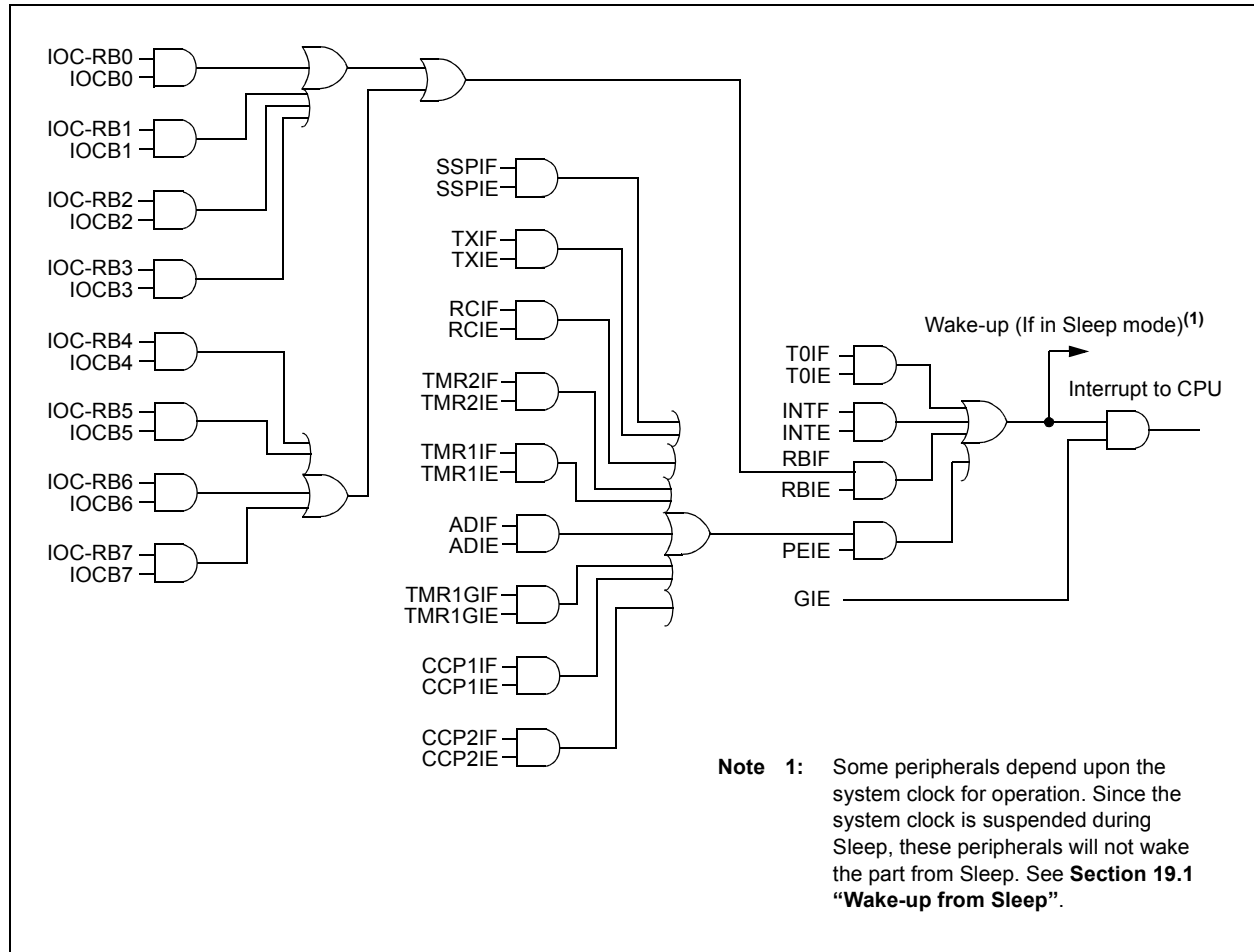 IOC-RB0
IOCB0
IOC-RB1
IOCB1
IOC-RB2
IOCB2
IOC-RB3
IOCB3
IOC-RB4
IOCB4
IOC-RB5
IOCB5
IOC-RB6
IOCB6
IOC-RB7
IOCB7
SSPIF
SSPIE
TXIF
TXIE
RCIF
RCIE
TMR2IF
TMR2IE
TMR1IF
TMR1IE
ADIF
ADIE
TMR1GIF
TMR1GIE
CCP1IF
CCP1IE
CCP2IF
CCP2IE
T0IF
T0IE
INTF
INTE
RBIF
RBIE
PEIE
GIE
Wake-up (If in Sleep mode)(1)
Interrupt to CPU
Note 1: Some peripherals depend upon the
system clock for operation. Since the
system clock is suspended during
Sleep, these peripherals will not wake
the part from Sleep. See Section 19.1
“Wake-up from Sleep”.